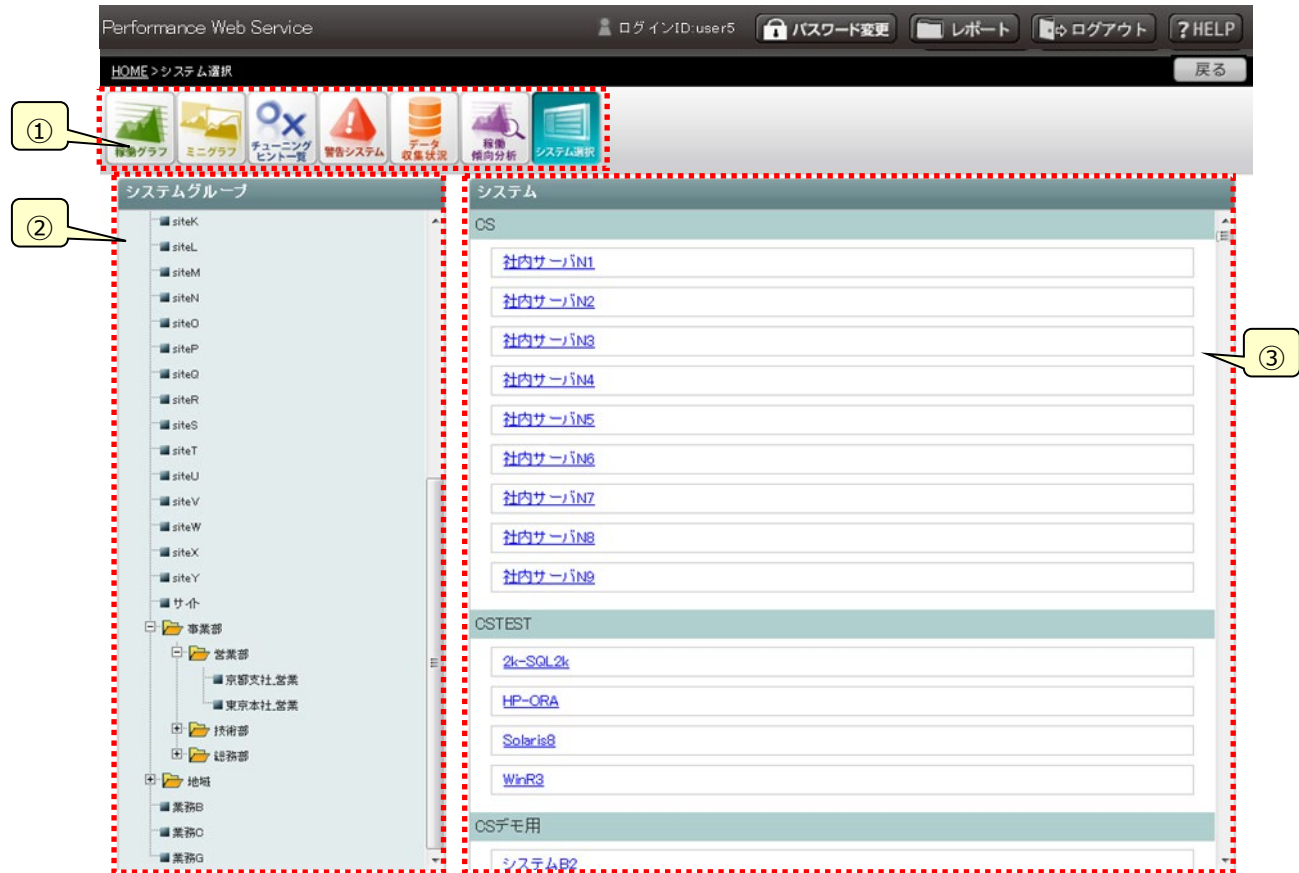 Performance Web Service
ログインID:user5
パスワード変更
レポート
ログアウト
?HELP
HOME>システム選択
戻る
①
稼働グラフ
ミニグラフ
チューニング
ヒント一覧
警告システム
データ
収集状況
稼働
傾向分析
システム選択
②
システムグループ
siteK
siteL
siteM
siteN
siteO
siteP
siteQ
siteR
siteS
siteT
siteU
siteV
siteW
siteX
siteY
サイト
事業部
営業部
京都支社_営業
東京本社_営業
技術部
総務部
地域
業務B
業務C
業務G
③
システム
CS
社内サーバN1
社内サーバN2
社内サーバN3
社内サーバN4
社内サーバN5
社内サーバN6
社内サーバN7
社内サーバN8
社内サーバN9
CSTEST
2k-SQL2k
HP-ORA
Solaris8
WinR3
CSデモ用
システムB2